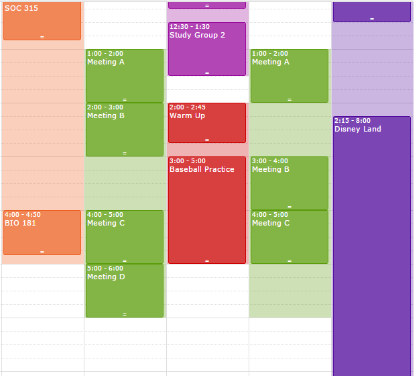 SOC 315
12:30 - 1:30
Study Group 2
1:00 - 2:00
Meeting A
1:00 - 2:00
Meeting A
2:00 - 3:00
Meeting B
2:00 - 2:45
Warm Up
2:15 - 8:00
Disney Land
3:00 - 5:00
Baseball Practice
3:00 - 4:00
Meeting B
4:00 - 4:50
BIO 181
4:00 - 5:00
Meeting C
4:00 - 5:00
Meeting C
5:00 - 6:00
Meeting D